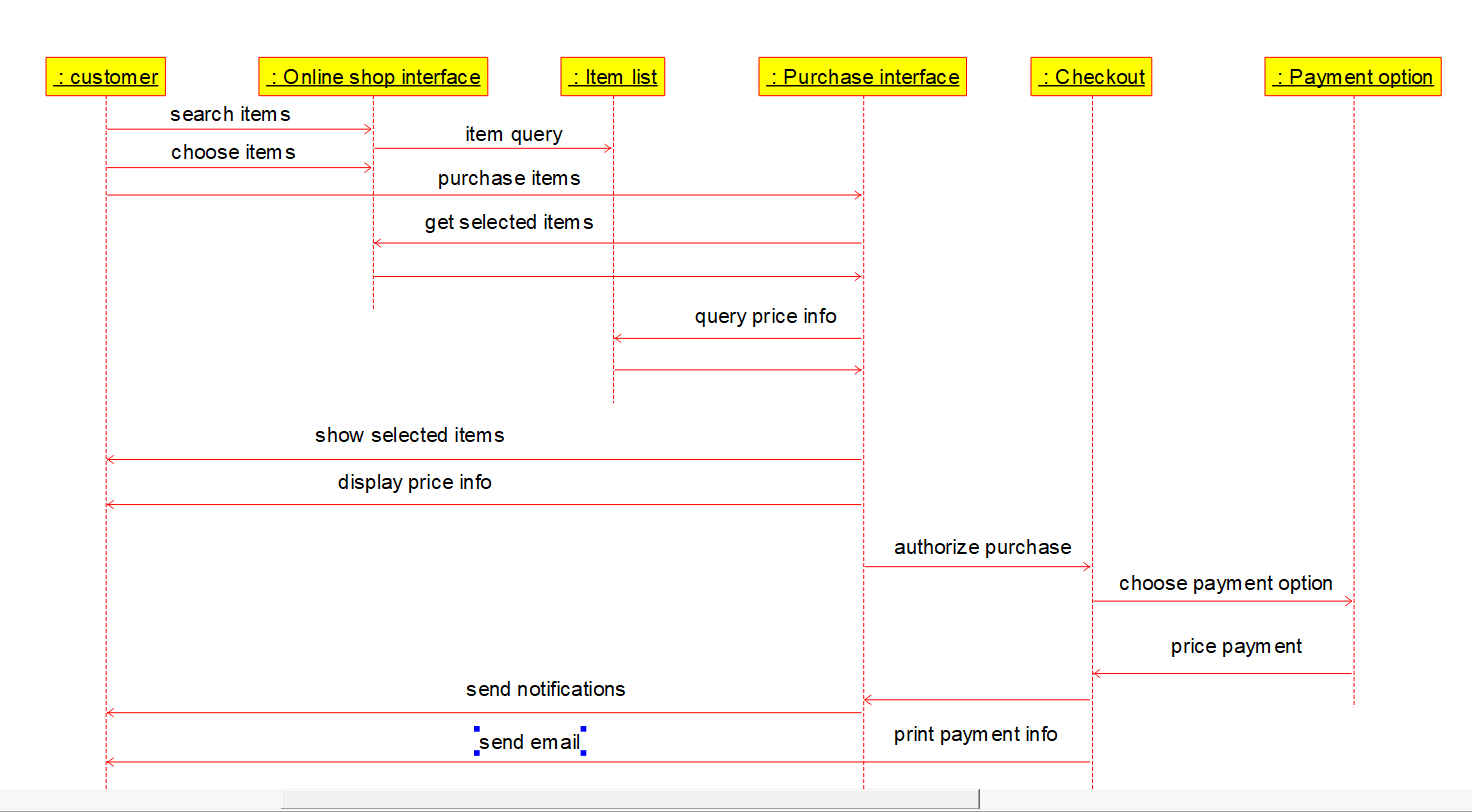 : customer
: Online shop interface
: Item list
: Purchase interface
: Checkout
: Payment option
search items
item query
choose items
purchase items
get selected items
query price info
show selected items
display price info
authorize purchase
choose payment option
price payment
send notifications
print payment info
send email